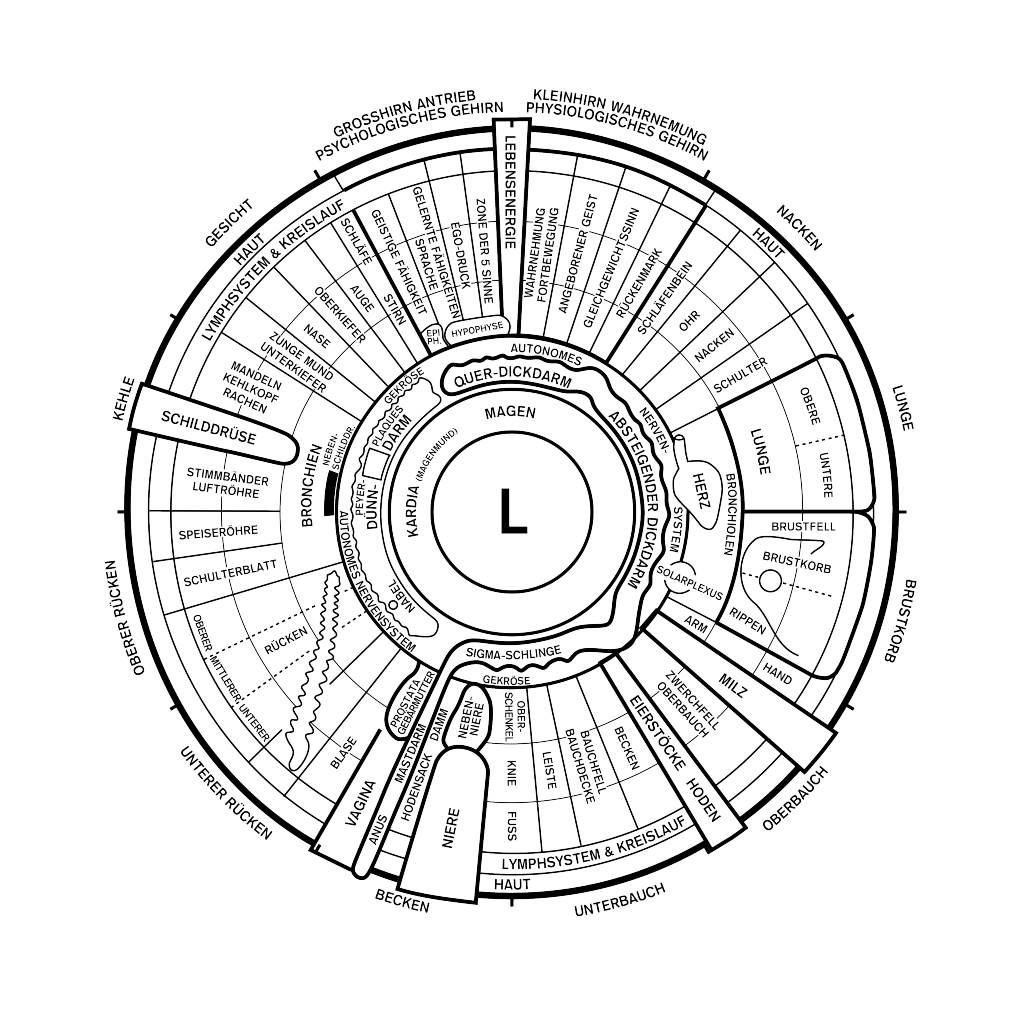 GROSSHIRN ANTRIEB
PSYCHOLOGISCHES GEHIRN
KLEINHIRN WAHRNEMUNG
PHYSIOLOGISCHES GEHIRN
NACKEN
LUNGE
BRUSTKORB
OBERBAUCH
UNTERBAUCH
BECKEN
UNTERER RÜCKEN
OBERER RÜCKEN
KEHLE
GESICHT
HAUT
LYMPHSYSTEM & KREISLAUF
LEBENSENERGIE
WAHRNEHMUNG
FORTBEWEGUNG
ANGEBORENER GEIST
GLEICHGEWICHTSSINN
RÜCKENMARK
SCHLÄFENBEIN
HAUT
OHR
NACKEN
SCHULTER
OBERE
UNTERE
LUNGE
BRONCHIOLEN
BRUSTFELL
BRUSTKORB
RIPPEN
ARM
HAND
MILZ
ZWERCHFELL
OBERBAUCH
EIERSTÖCKE
HODEN
BECKEN
BAUCHFELL
BAUCHDECKE
LEISTE
OBER-
SCHENKEL
KNIE
FUSS
LYMPHSYSTEM & KREISLAUF
HAUT
NEBEN-
NIERE
NIERE
DAMM
HODENSACK
MASTDARM
ANUS
PROSTATA
GEBÄRMUTTER
VAGINA
BLASE
RÜCKEN
OBERER
MITTLERER
UNTERER
SCHULTERBLATT
SPEISERÖHRE
STIMMBÄNDER
LUFTRÖHRE
BRONCHIEN
NEBEN-
SCHILDDR.
SCHILDDRÜSE
MANDELN
KEHLKOPF
RACHEN
ZUNGE MUND
UNTERKIEFER
NASE
OBERKIEFER
AUGE
STIRN
SCHLÄFE
GEISTIGE FÄHIGKEIT
GELERNTE FÄHIGKEITEN
SPRACHE
EGO-DRUCK
ZONE DER 5 SINNE
EPI
PH.
HYPOPHYSE
AUTONOMES
NERVEN-
SYSTEM
HERZ
SOLARPLEXUS
QUER-DICKDARM
ABSTEIGENDER DICKDARM
SIGMA-SCHLINGE
GEKRÖSE
AUTONOMES NERVENSYSTEM
NABEL
GEKRÖSE
PEYER-
PLAQUES
DÜNN-
DARM
KARDIA (MAGENMUND)
MAGEN
L